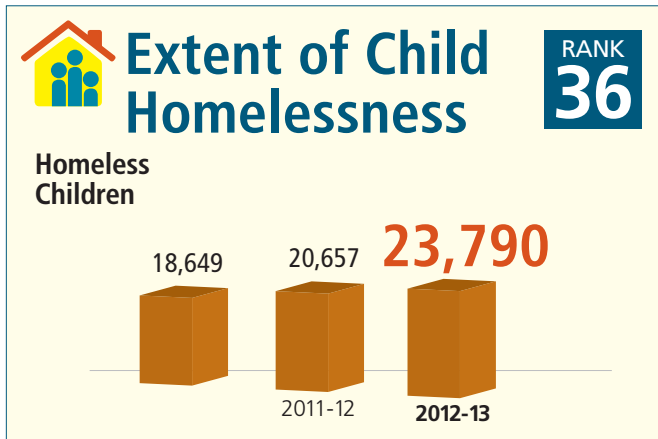 Extent of Child
Homelessness
RANK
36
Homeless
Children
18,649
20,657
23,790
2011-12
2012-13